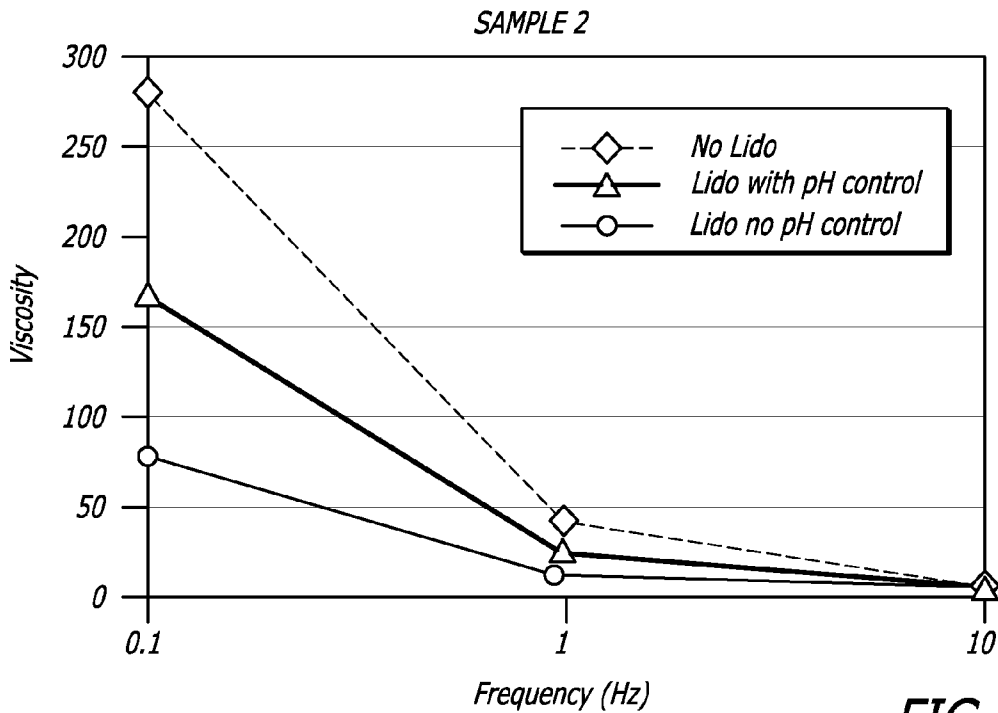 SAMPLE 2
300
250
200
150
100
50
0
Viscosity
No Lido
Lido with pH control
Lido no pH control
0.1
1
10
Frequency (Hz)